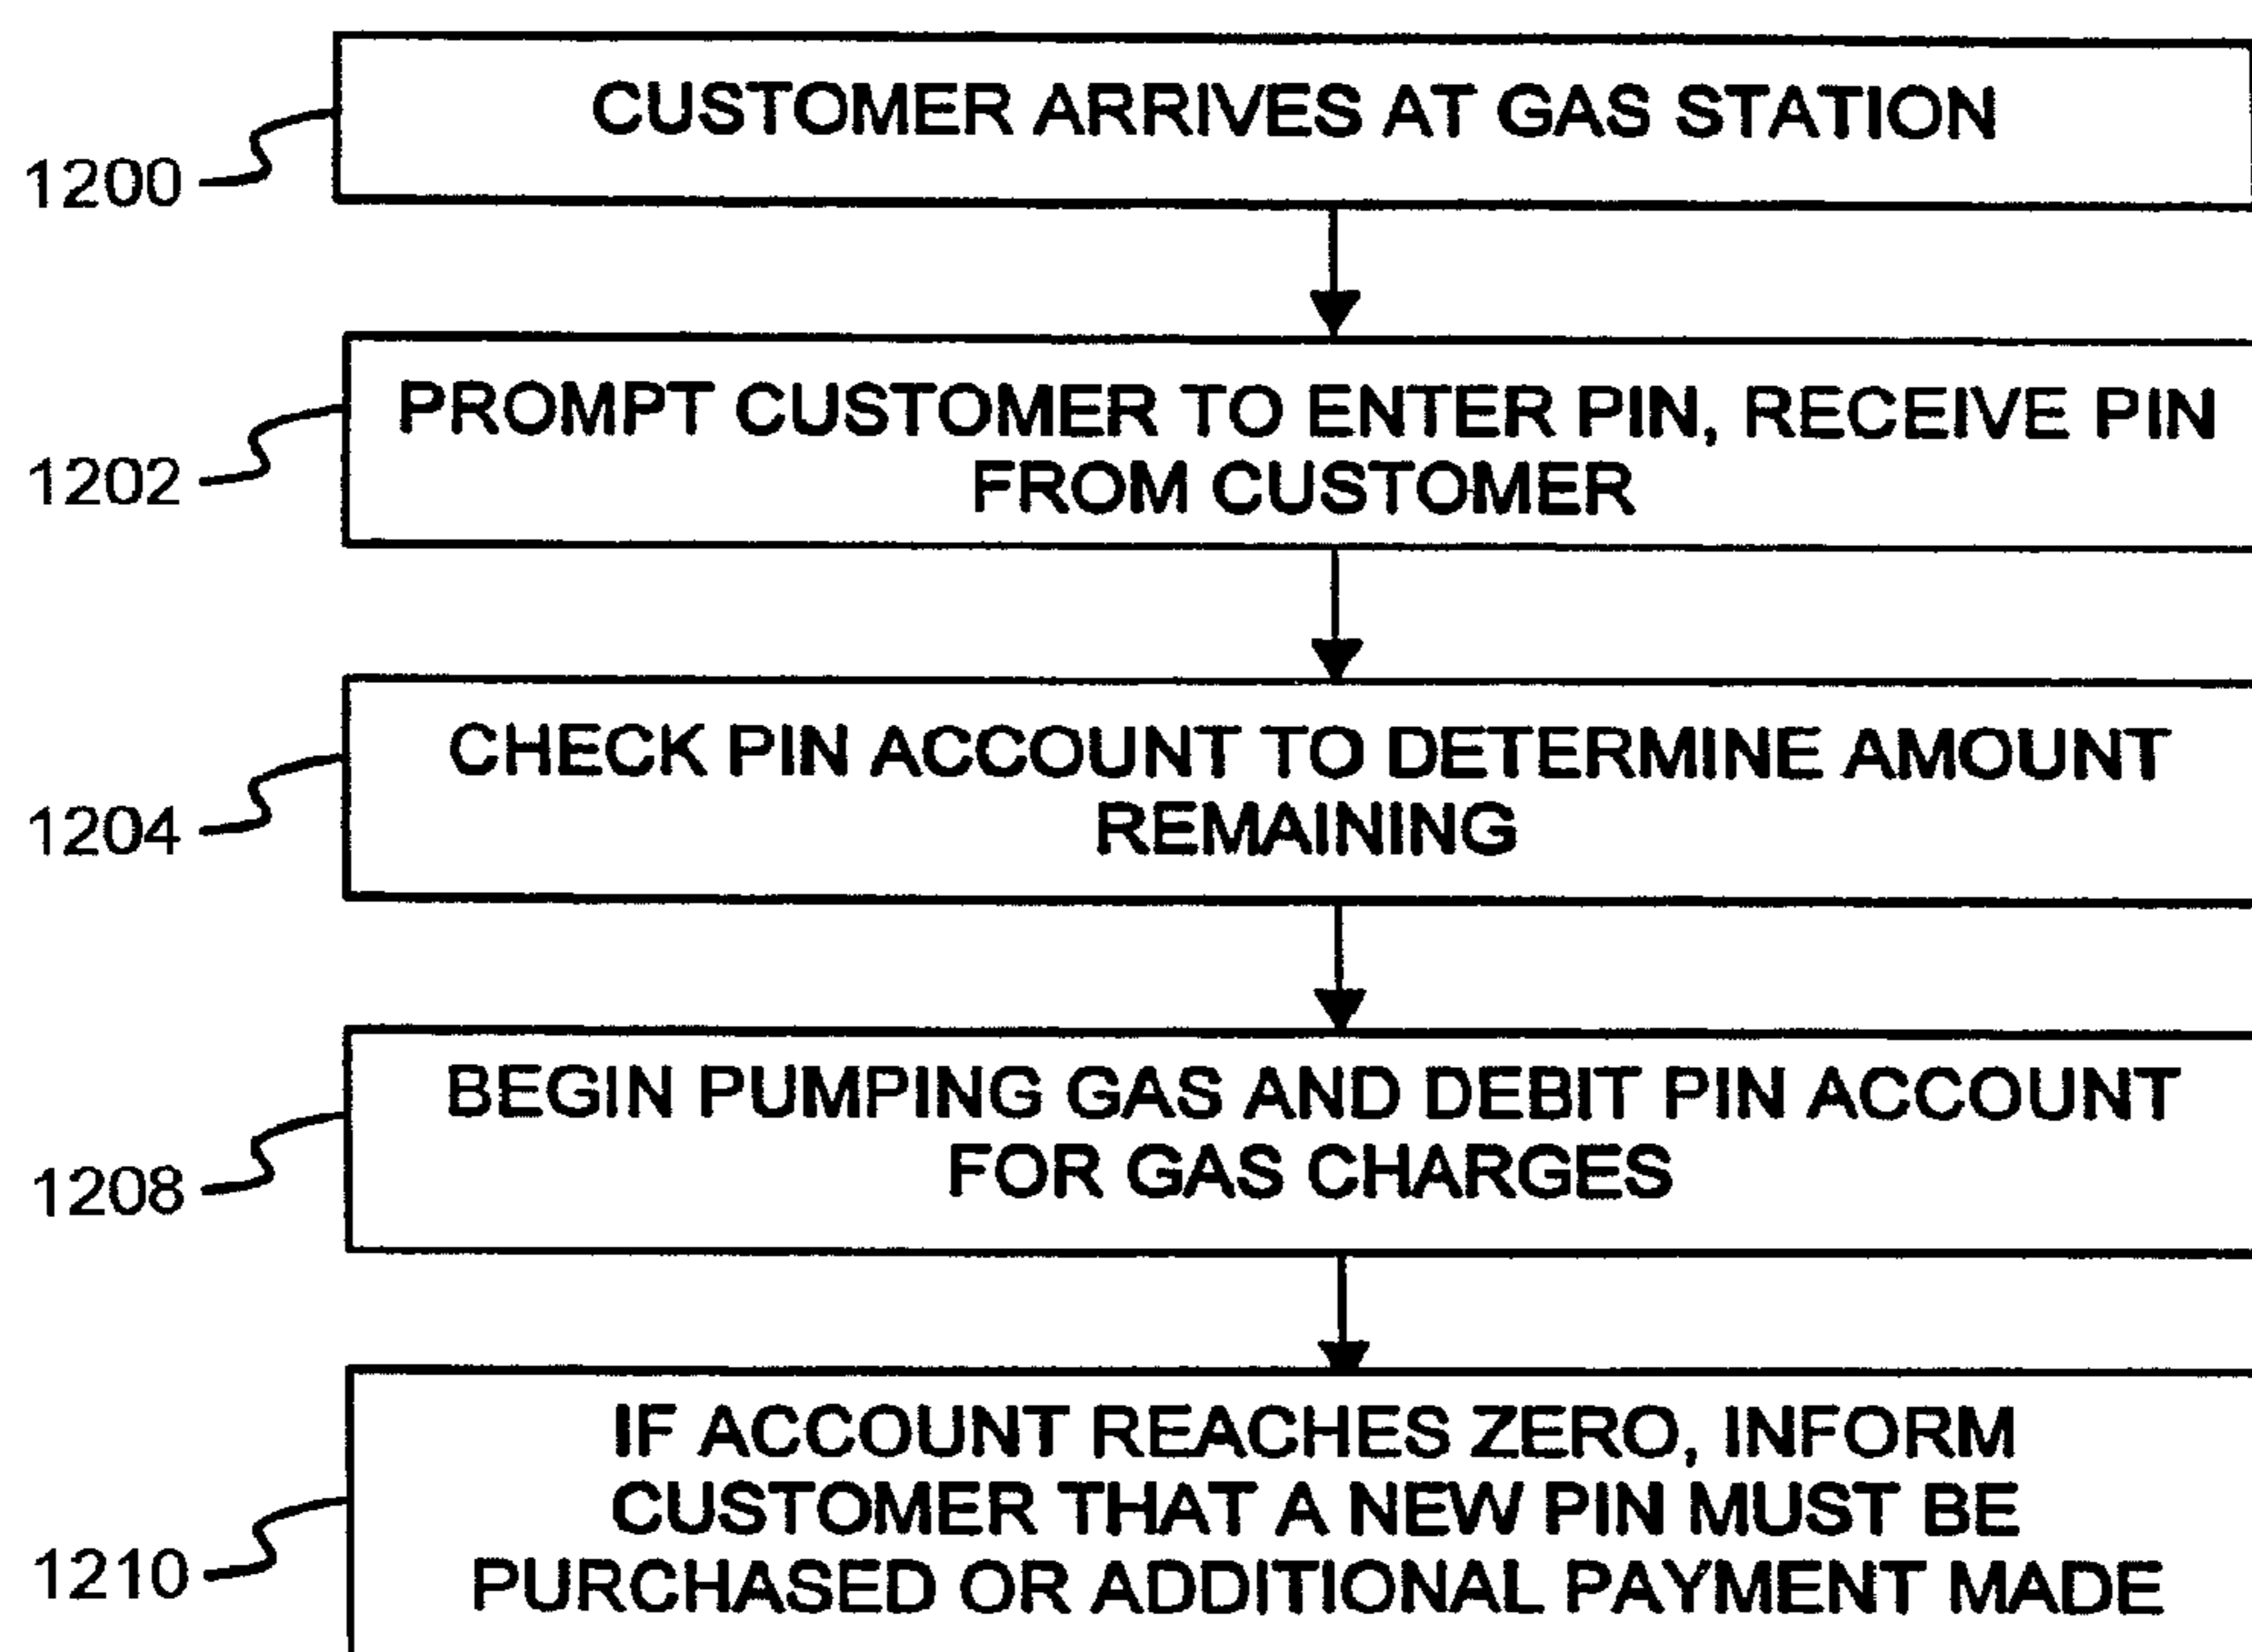 CUSTOMER ARRIVES AT GAS STATION
1200
PROMPT CUSTOMER TO ENTER PIN, RECEIVE PIN
FROM CUSTOMER
1202
CHECK PIN ACCOUNT TO DETERMINE AMOUNT
REMAINING
1204
BEGIN PUMPING GAS AND DEBIT PIN ACCOUNT
FOR GAS CHARGES
1208
IF ACCOUNT REACHES ZERO, INFORM
CUSTOMER THAT A NEW PIN MUST BE
PURCHASED OR ADDITIONAL PAYMENT MADE
1210